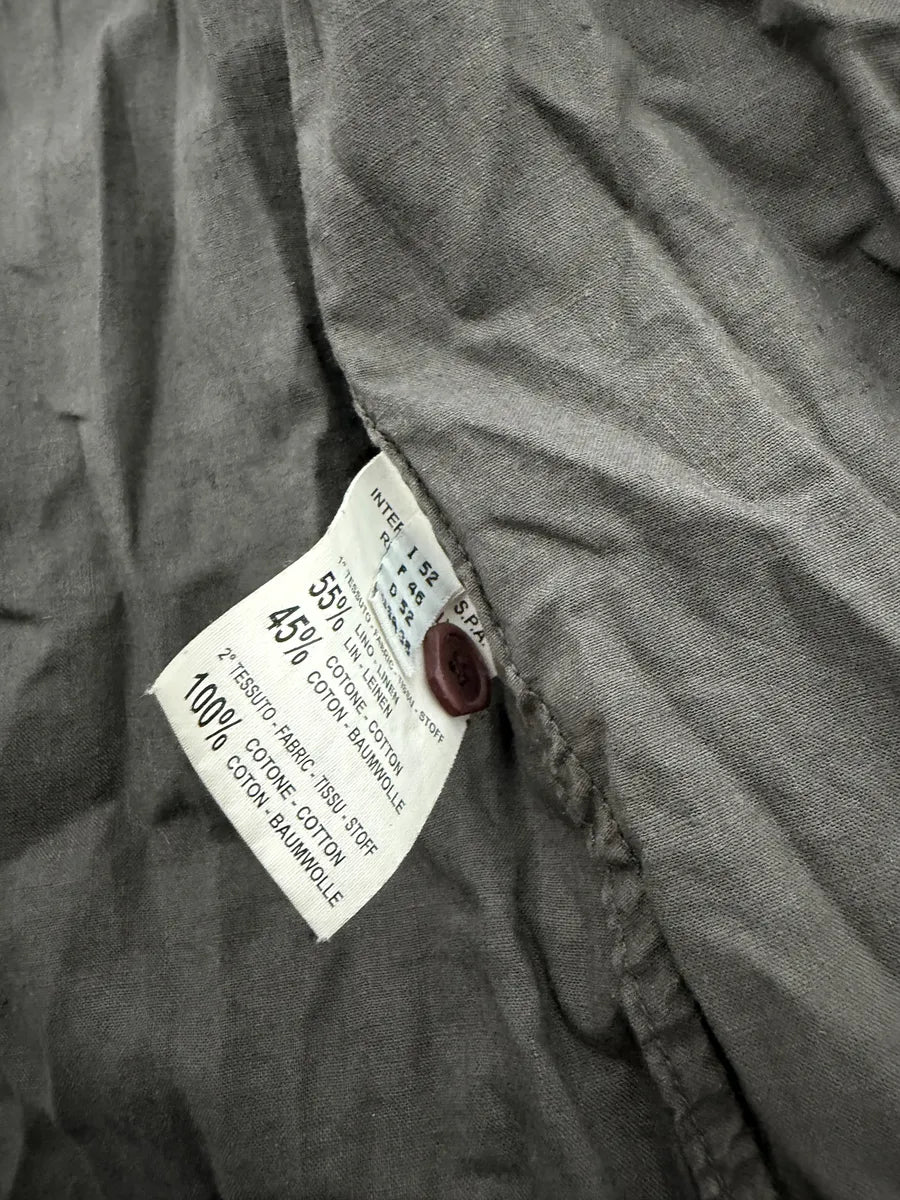 INTER
S.P.A.
R
I 52
F 46
D 52
1° TESSUTO - FABRIC - TISSU - STOFF
55% LINO - LINEN
LIN - LEINEN
45% COTONE - COTTON
COTON - BAUMWOLLE
2° TESSUTO - FABRIC - TISSU - STOFF
100% COTONE - COTTON
COTON - BAUMWOLLE